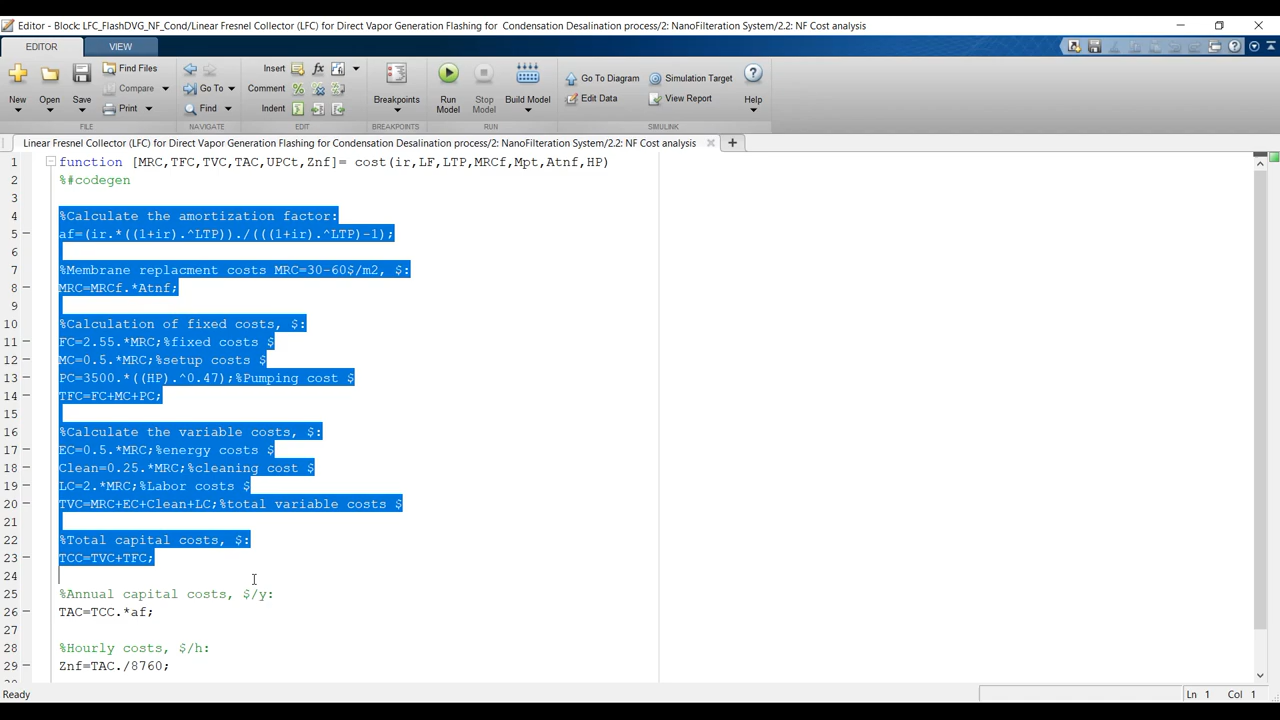 Editor - Block: LFC_FlashDVG_NF_Cond/Linear Fresnel Collector (LFC) for Direct Vapor Generation Flashing for  Condensation Desalination process/2: NanoFilteration System/2.2: NF Cost analysis
EDITOR VIEW
New Open Save Find Files Compare Print
FILE
Go To Find
NAVIGATE
Insert Comment Indent
EDIT
Breakpoints
BREAKPOINTS
Run Model Stop Model Build Model
RUN
Go To Diagram Edit Data Simulation Target View Report Help
SIMULINK
Linear Fresnel Collector (LFC) for Direct Vapor Generation Flashing for Condensation Desalination process/2: NanoFilteration System/2.2: NF Cost analysis
1 function [MRC,TFC,TVC,TAC,UPCt,Znf]= cost(ir,LF,LTP,MRCf,Mpt,Atnf,HP)
2 %#codegen
3
4 %Calculate the amortization factor:
5 af=(ir.*((1+ir).^LTP))./(((1+ir).^LTP)-1);
6
7 %Membrane replacment costs MRC=30-60$/m2, $:
8 MRC=MRCf.*Atnf;
9
10 %Calculation of fixed costs, $:
11 FC=2.55.*MRC;%fixed costs $
12 MC=0.5.*MRC;%setup costs $
13 PC=3500.*((HP).^0.47);%Pumping cost $
14 TFC=FC+MC+PC;
15
16 %Calculate the variable costs, $:
17 EC=0.5.*MRC;%energy costs $
18 Clean=0.25.*MRC;%cleaning cost $
19 LC=2.*MRC;%Labor costs $
20 TVC=MRC+EC+Clean+LC;%total variable costs $
21
22 %Total capital costs, $:
23 TCC=TVC+TFC;
24
25 %Annual capital costs, $/y:
26 TAC=TCC.*af;
27
28 %Hourly costs, $/h:
29 Znf=TAC./8760;
Ready Ln 1 Col 1